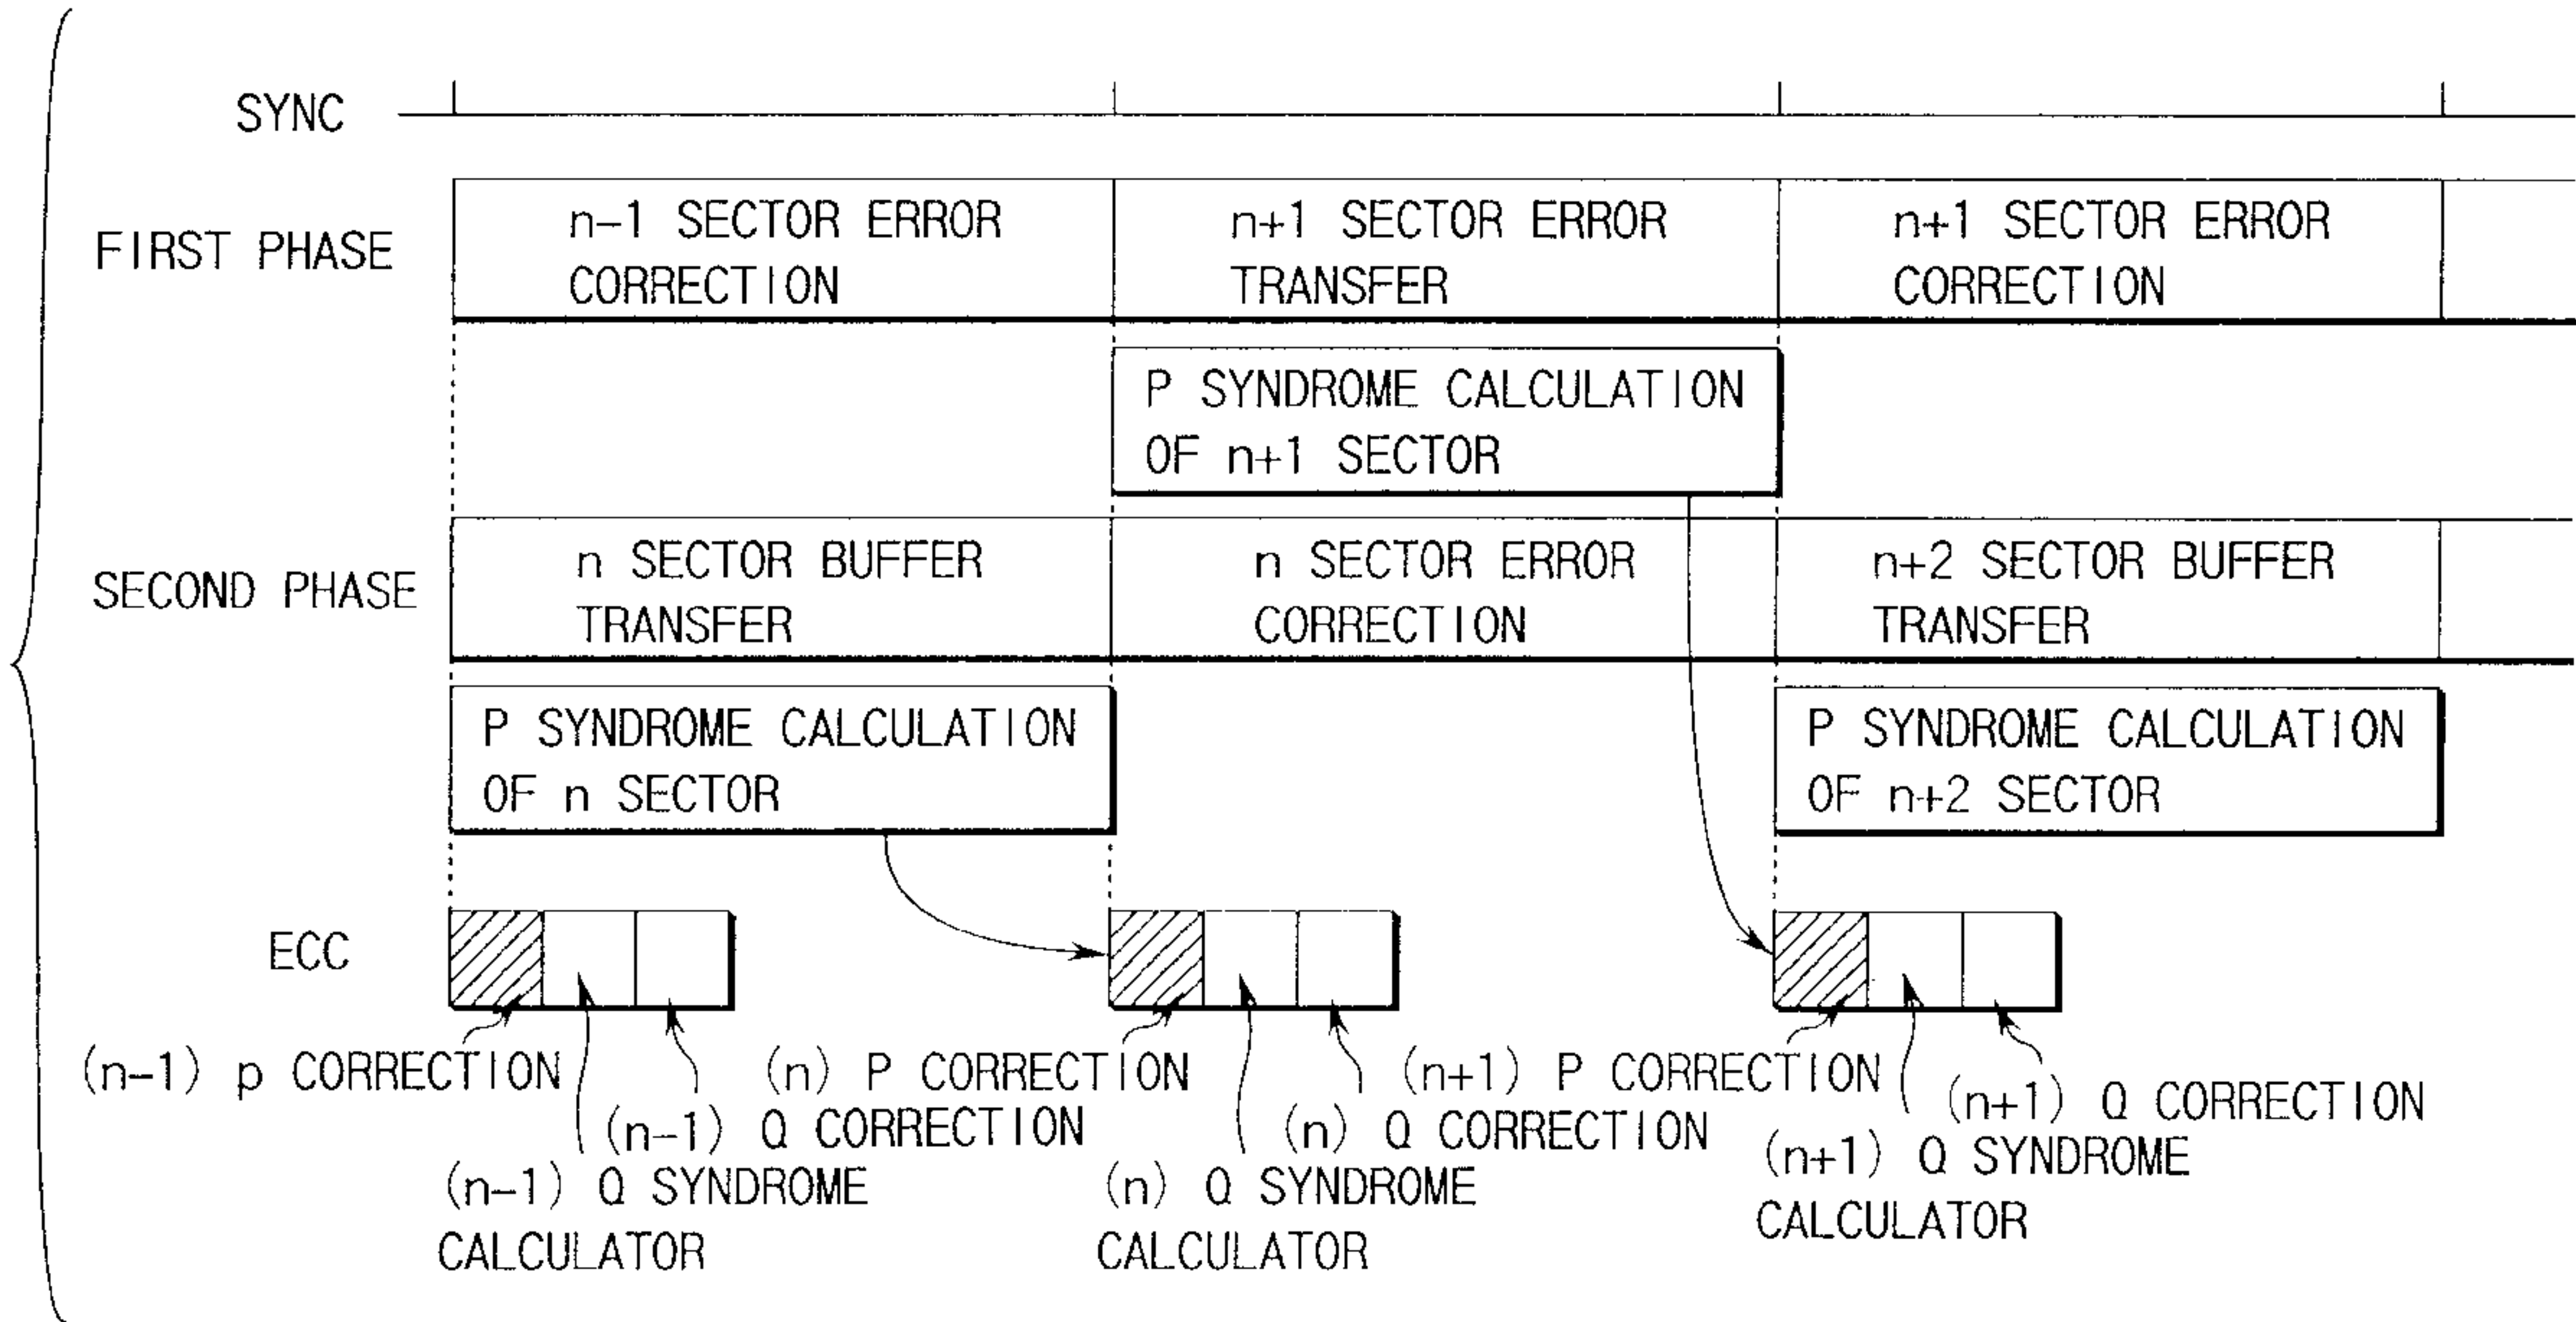 SYNC
FIRST PHASE
n-1 SECTOR ERROR
CORRECTION
n+1 SECTOR ERROR
TRANSFER
n+1 SECTOR ERROR
CORRECTION
P SYNDROME CALCULATION
OF n+1 SECTOR
SECOND PHASE
n SECTOR BUFFER
TRANSFER
n SECTOR ERROR
CORRECTION
n+2 SECTOR BUFFER
TRANSFER
P SYNDROME CALCULATION
OF n SECTOR
P SYNDROME CALCULATION
OF n+2 SECTOR
ECC
(n-1) p CORRECTION
(n-1) Q CORRECTION
(n-1) Q SYNDROME
CALCULATOR
(n) P CORRECTION
(n) Q CORRECTION
(n) Q SYNDROME
CALCULATOR
(n+1) P CORRECTION
(n+1) Q CORRECTION
(n+1) Q SYNDROME
CALCULATOR